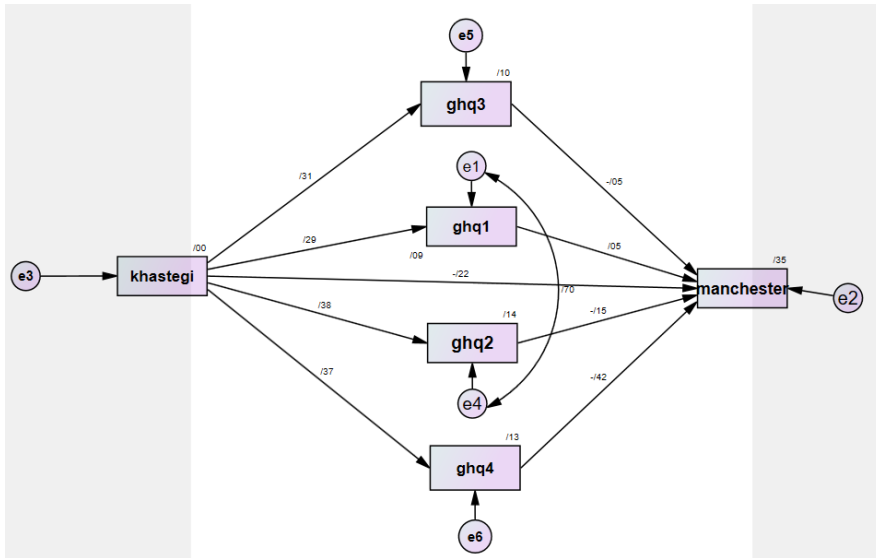 e5
/10
ghq3
/31
-/05
e1
/29
ghq1
/05
/09
/00
khastegi
e3
-/22
/70
/35
manchester
e2
/38
/14
ghq2
-/15
e4
/37
-/42
/13
ghq4
e6